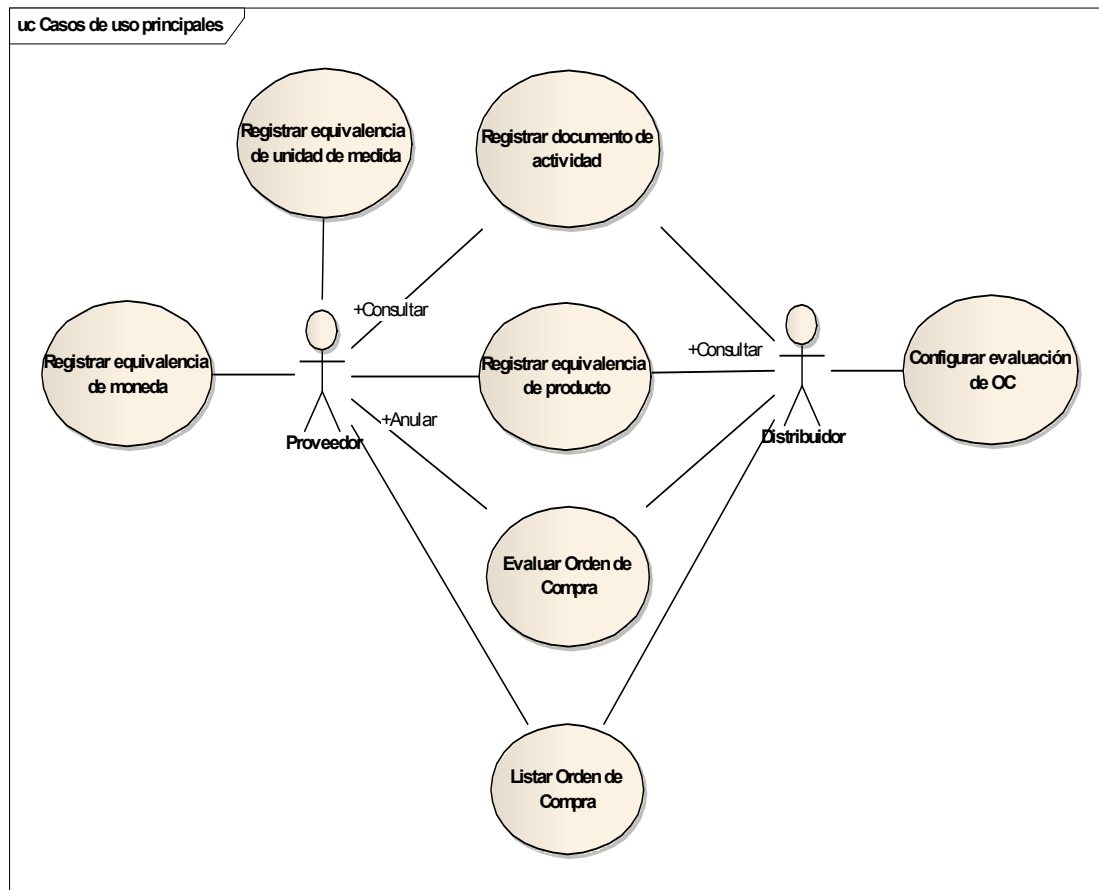 uc Casos de uso principales
Registrar equivalencia
de unidad de medida
Registrar documento de
actividad
+Consultar
Registrar equivalencia
de moneda
Registrar equivalencia
de producto
+Consultar
Configurar evaluación
de OC
+Anular
Proveedor
Distribuidor
Evaluar Orden de
Compra
Listar Orden de
Compra